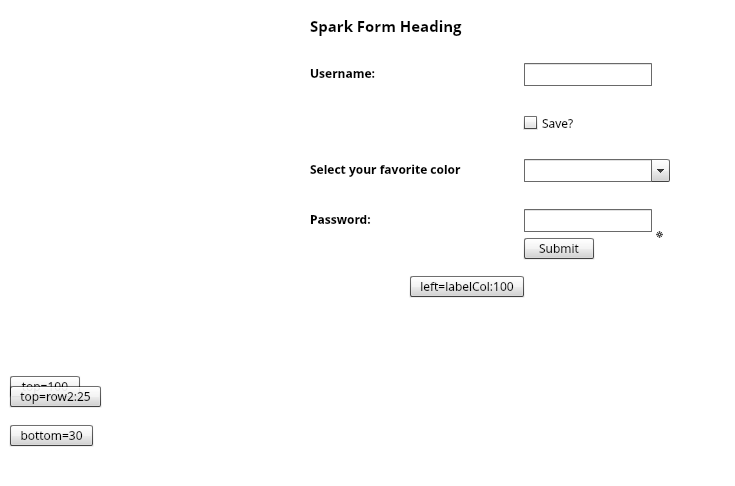 Spark Form Heading
Username:
Save?
Select your favorite color
Password:
Submit
left=labelCol:100
top=100
top=row2:25
bottom=30